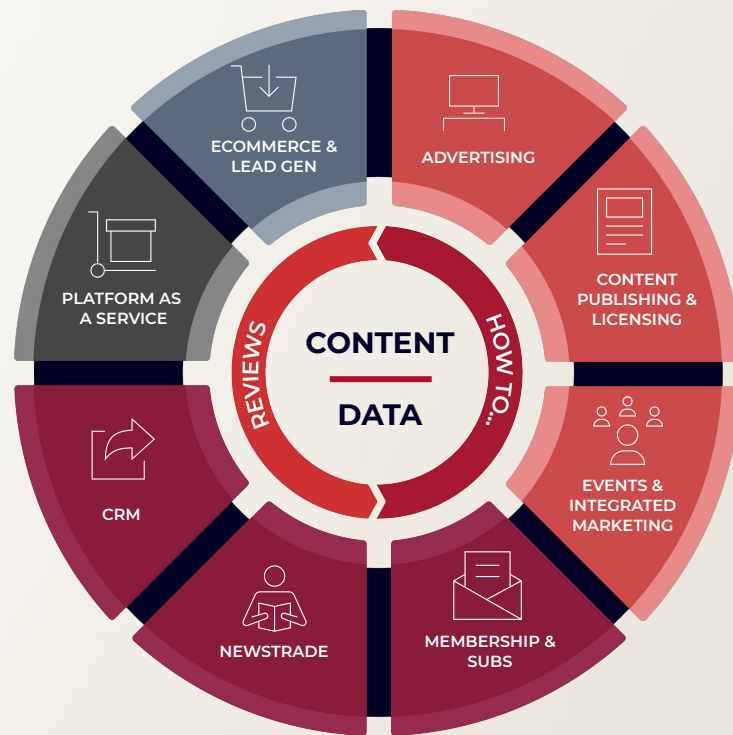 ECOMMERCE &
LEAD GEN
ADVERTISING
CONTENT
PUBLISHING &
LICENSING
EVENTS &
INTEGRATED
MARKETING
MEMBERSHIP &
SUBS
NEWSTRADE
CRM
PLATFORM AS
A SERVICE
REVIEWS
HOW TO...
CONTENT
DATA